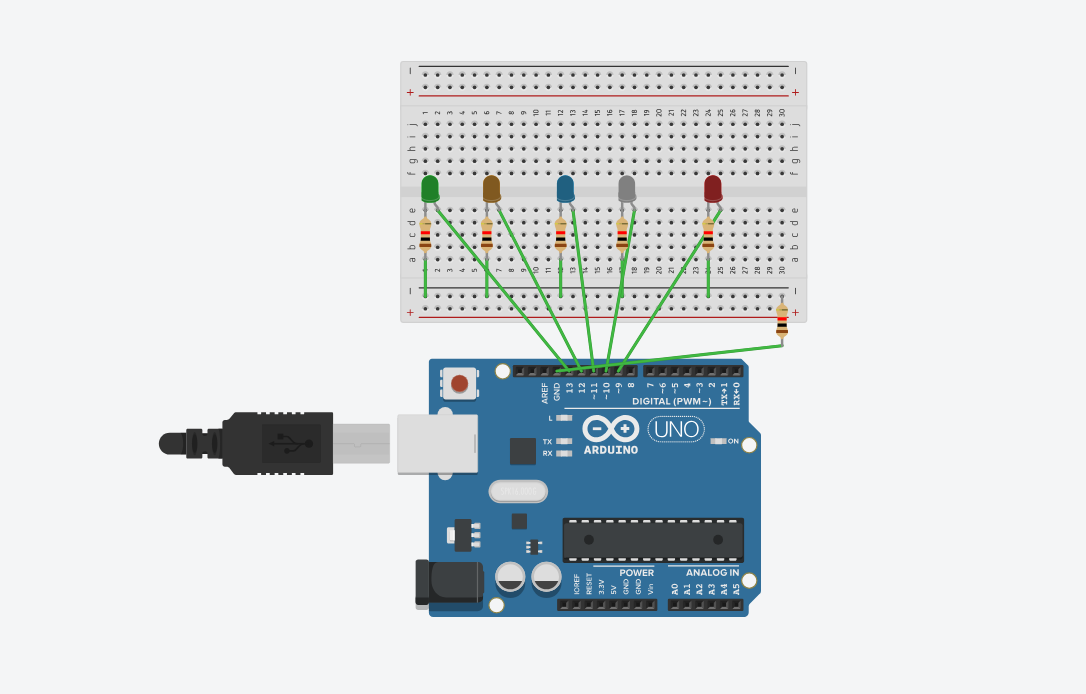 − −
+ +
1 2 3 4 5 6 7 8 9 10 11 12 13 14 15 16 17 18 19 20 21 22 23 24 25 26 27 28 29 30
j j
i i
h h
g g
f f
e e
d d
c c
b b
a a
1 2 3 4 5 6 7 8 9 10 11 12 13 14 15 16 17 18 19 20 21 22 23 24 25 26 27 28 29 30
− −
+ +
AREF GND 13 12 ~11 ~10 ~9 8 7 ~6 ~5 4 ~3 2 TX→1 RX←0
DIGITAL (PWM~)
L
UNO
TX
ON
RX
ARDUINO
POWER
ANALOG IN
IOREF RESET 3.3V 5V GND GND Vin A0 A1 A2 A3 A4 A5